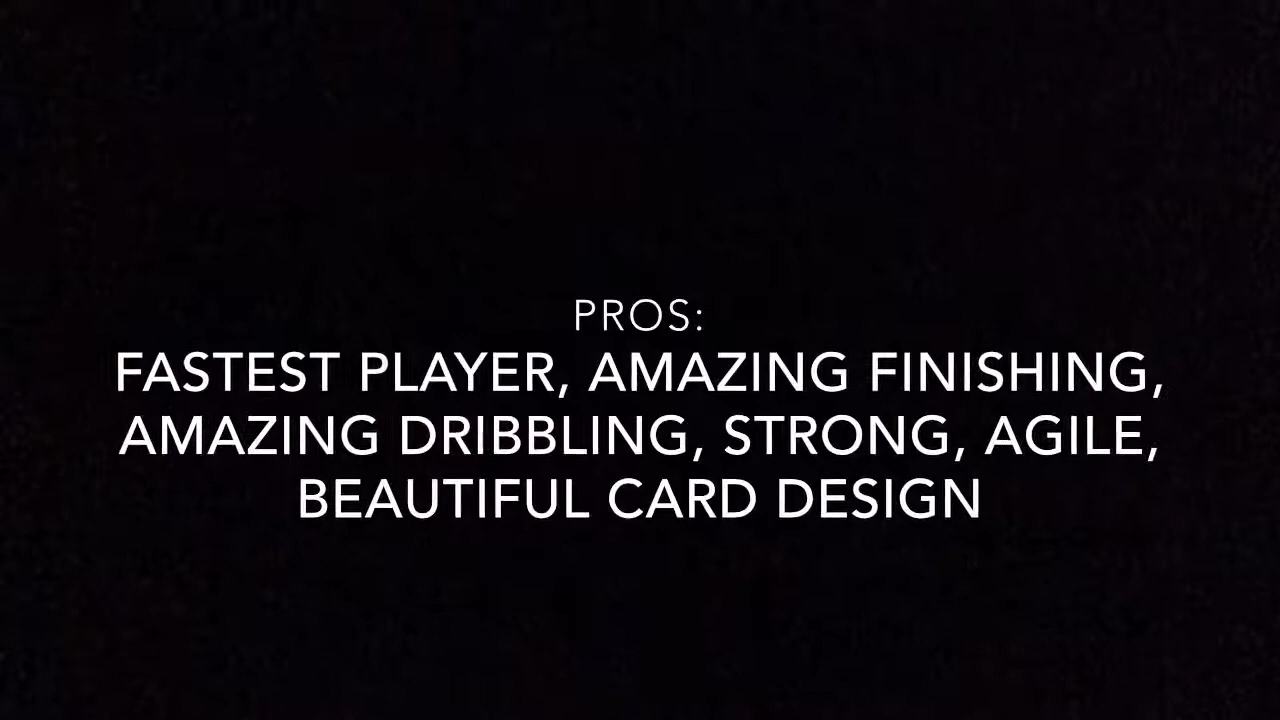 PROS:
FASTEST PLAYER, AMAZING FINISHING,
AMAZING DRIBBLING, STRONG, AGILE,
BEAUTIFUL CARD DESIGN